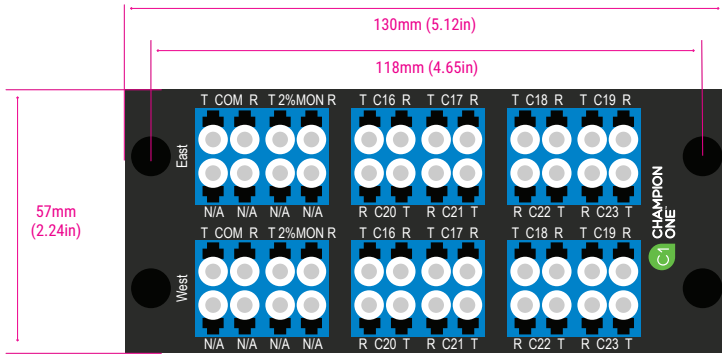 130mm (5.12in)
118mm (4.65in)
57mm
(2.24in)
East
T COM R T 2%MON R T C16 R T C17 R T C18 R T C19 R
N/A N/A N/A N/A R C20 T R C21 T R C22 T R C23 T
West
T COM R T 2%MON R T C16 R T C17 R T C18 R T C19 R
N/A N/A N/A N/A R C20 T R C21 T R C22 T R C23 T
C1 CHAMPION
ONE™